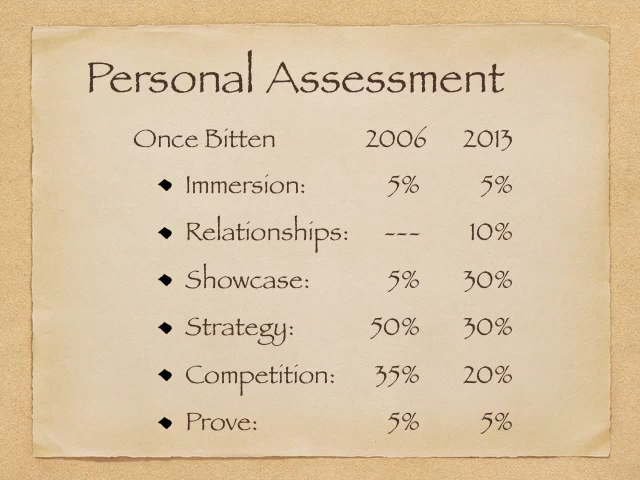 Personal Assessment
Once Bitten 2006 2013
Immersion: 5% 5%
Relationships: --- 10%
Showcase: 5% 30%
Strategy: 50% 30%
Competition: 35% 20%
Prove: 5% 5%